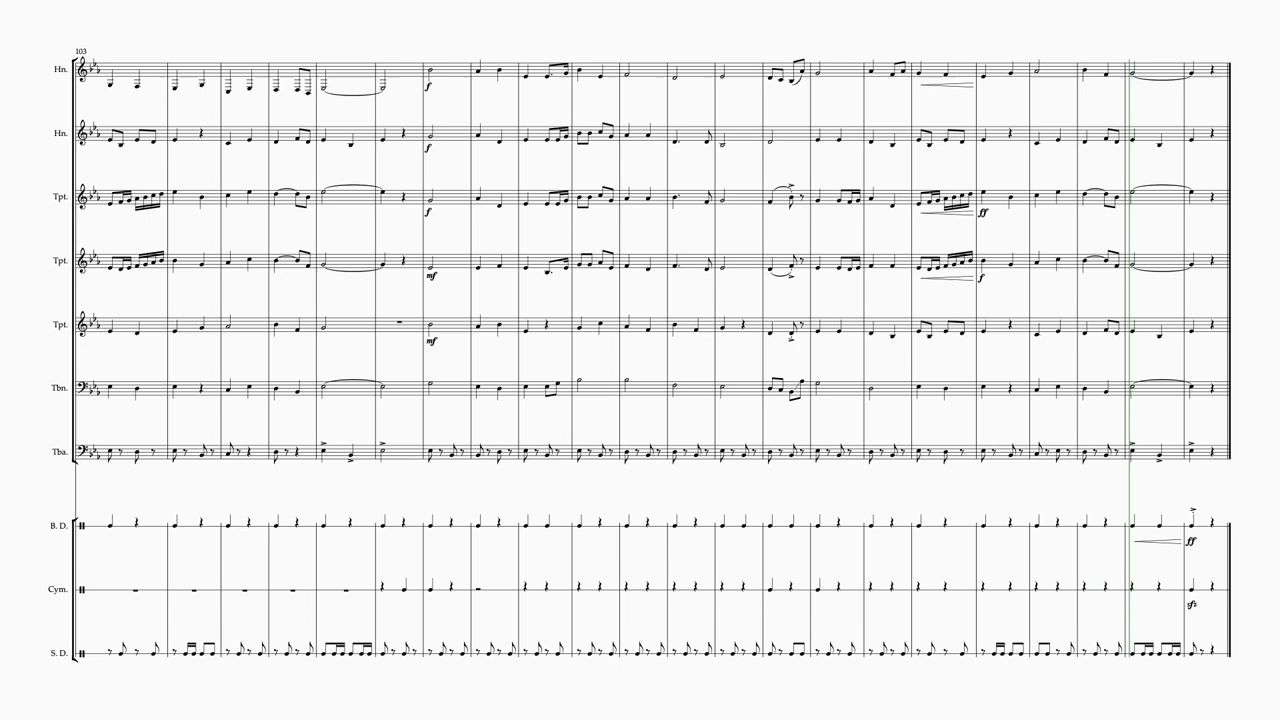 103
Hn.
f
Hn.
f
Tpt.
f
ff
Tpt.
mf
f
Tpt.
mf
Tbn.
Tba.
B. D.
ff
Cym.
sfz
S. D.